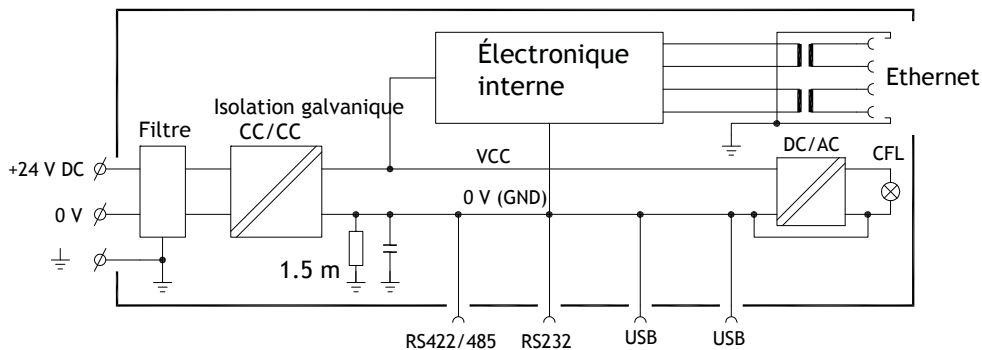 Électronique
interne
Ethernet
Isolation galvanique
CC/CC
Filtre
DC/AC
CFL
+24 V DC
VCC
0 V
0 V (GND)
1.5 m
RS422/485
RS232
USB
USB